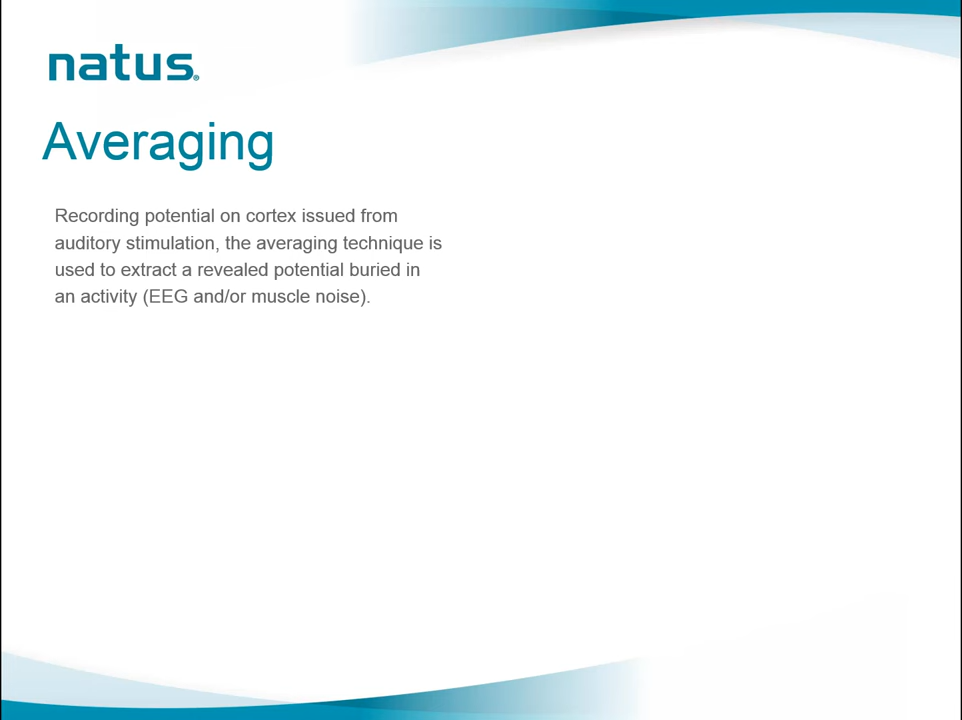 natus®
Averaging
Recording potential on cortex issued from
auditory stimulation, the averaging technique is
used to extract a revealed potential buried in
an activity (EEG and/or muscle noise).